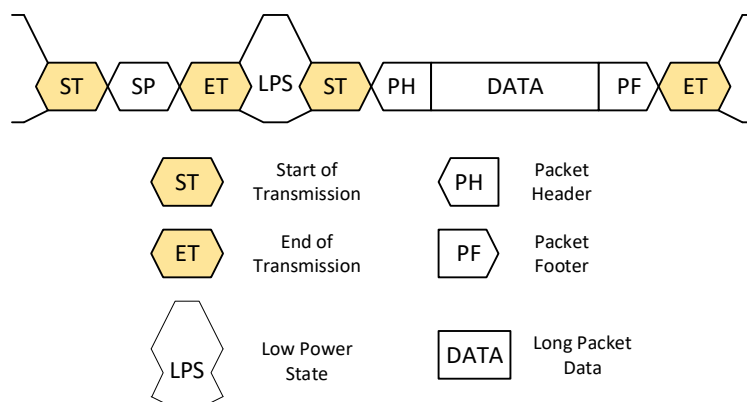 ST SP ET LPS ST PH DATA PF ET
ST Start of Transmission PH Packet Header
ET End of Transmission PF Packet Footer
LPS Low Power State DATA Long Packet Data